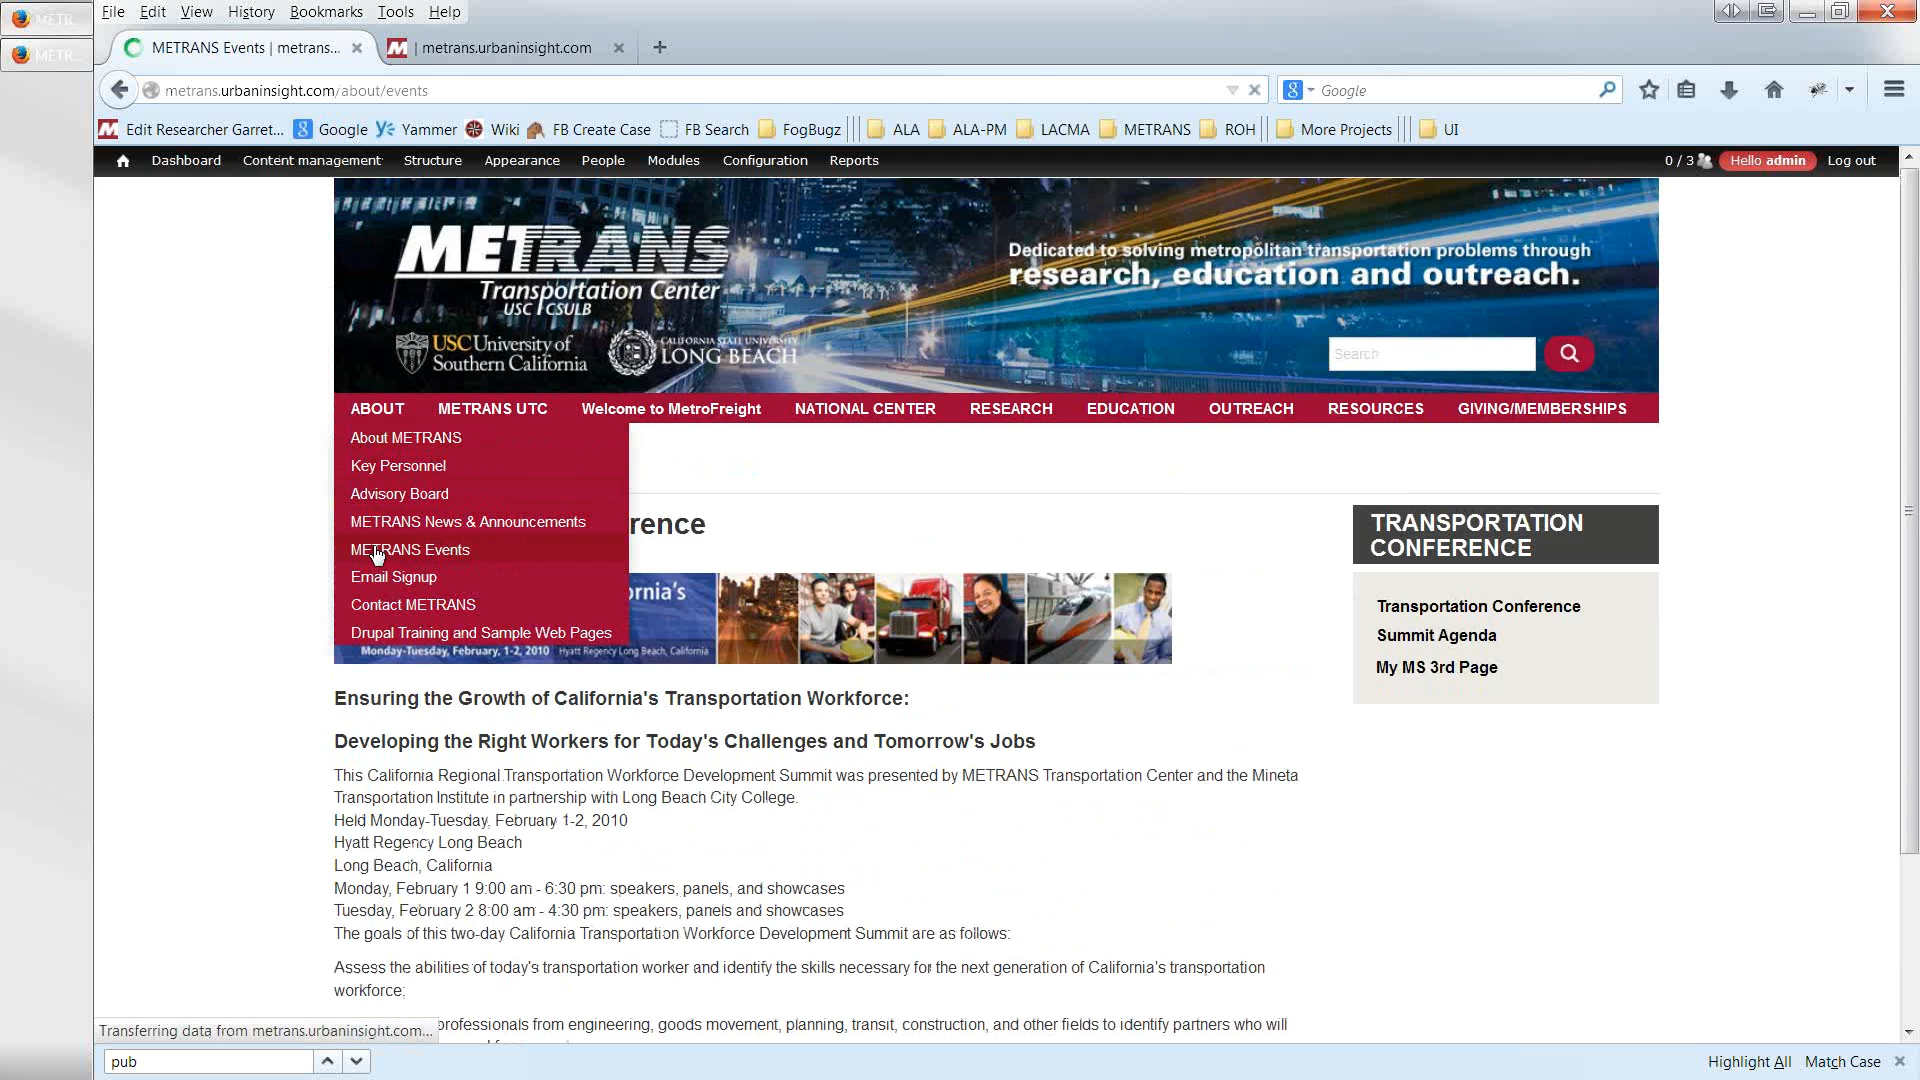 METR
METR
File Edit View History Bookmarks Tools Help
METRANS Events | metrans...
| metrans.urbaninsight.com
metrans.urbaninsight.com/about/events
Google
Edit Researcher Garret... Google Yammer Wiki FB Create Case FB Search FogBugz ALA ALA-PM LACMA METRANS ROH More Projects UI
Dashboard Content management Structure Appearance People Modules Configuration Reports
0 / 3 Hello admin Log out
METRANS
Transportation Center
USC | CSULB
Dedicated to solving metropolitan transportation problems through
research, education and outreach.
USC University of
Southern California
CALIFORNIA STATE UNIVERSITY
LONG BEACH
Search
ABOUT METRANS UTC Welcome to MetroFreight NATIONAL CENTER RESEARCH EDUCATION OUTREACH RESOURCES GIVING/MEMBERSHIPS
About METRANS
Key Personnel
Advisory Board
METRANS News & Announcements
METRANS Events
Email Signup
Contact METRANS
Drupal Training and Sample Web Pages
rence
ornia's
Monday-Tuesday, February, 1-2, 2010 Hyatt Regency Long Beach, California
TRANSPORTATION
CONFERENCE
Transportation Conference
Summit Agenda
My MS 3rd Page
Ensuring the Growth of California's Transportation Workforce:
Developing the Right Workers for Today's Challenges and Tomorrow's Jobs
This California Regional Transportation Workforce Development Summit was presented by METRANS Transportation Center and the Mineta
Transportation Institute in partnership with Long Beach City College.
Held Monday-Tuesday, February 1-2, 2010
Hyatt Regency Long Beach
Long Beach, California
Monday, February 1 9:00 am - 6:30 pm: speakers, panels, and showcases
Tuesday, February 2 8:00 am - 4:30 pm: speakers, panels and showcases
The goals of this two-day California Transportation Workforce Development Summit are as follows:
Assess the abilities of today's transportation worker and identify the skills necessary for the next generation of California's transportation
workforce;
professionals from engineering, goods movement, planning, transit, construction, and other fields to identify partners who will
Transferring data from metrans.urbaninsight.com...
pub
Highlight All Match Case